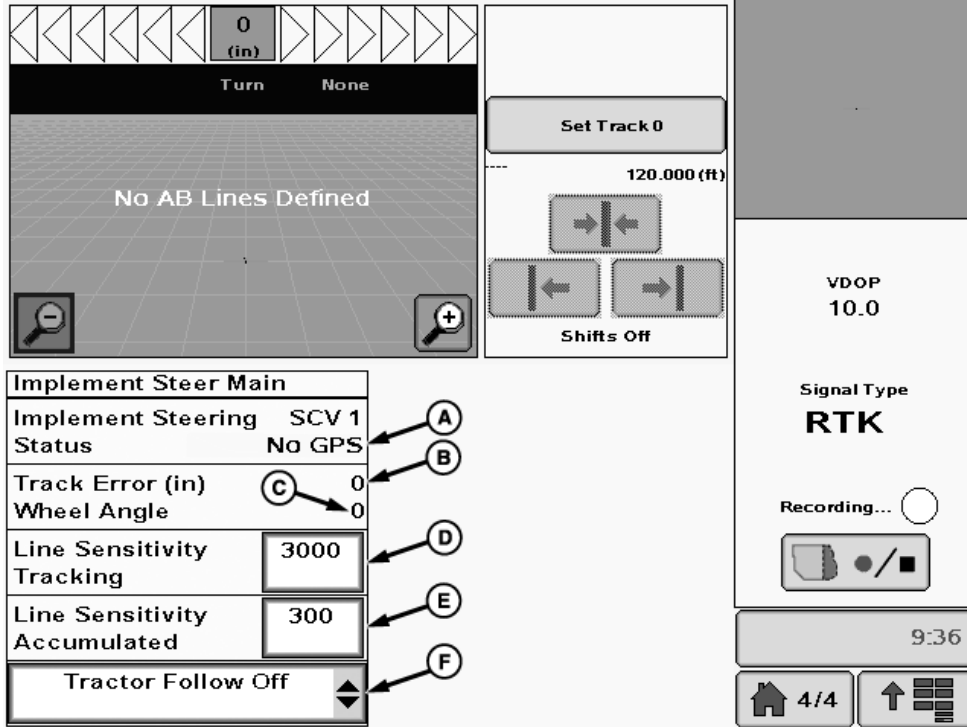 0
(in)
Turn None
No AB Lines Defined
Set Track 0
120.000 (ft)
Shifts Off
VDOP
10.0
Signal Type
RTK
Recording...
9:36
4/4
Implement Steer Main
Implement Steering SCV 1
Status No GPS
A
Track Error (in) 0
B
Wheel Angle 0
C
Line Sensitivity
Tracking
3000
D
Line Sensitivity
Accumulated
300
E
Tractor Follow Off
F